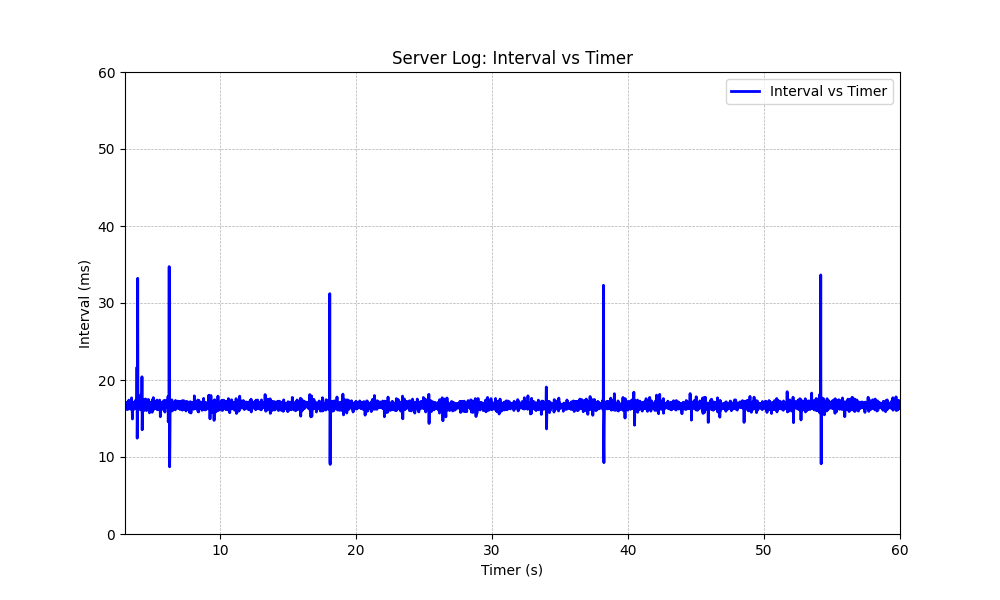 Server Log: Interval vs Timer
Interval vs Timer
60
50
40
30
20
10
0
Interval (ms)
10 20 30 40 50 60
Timer (s)